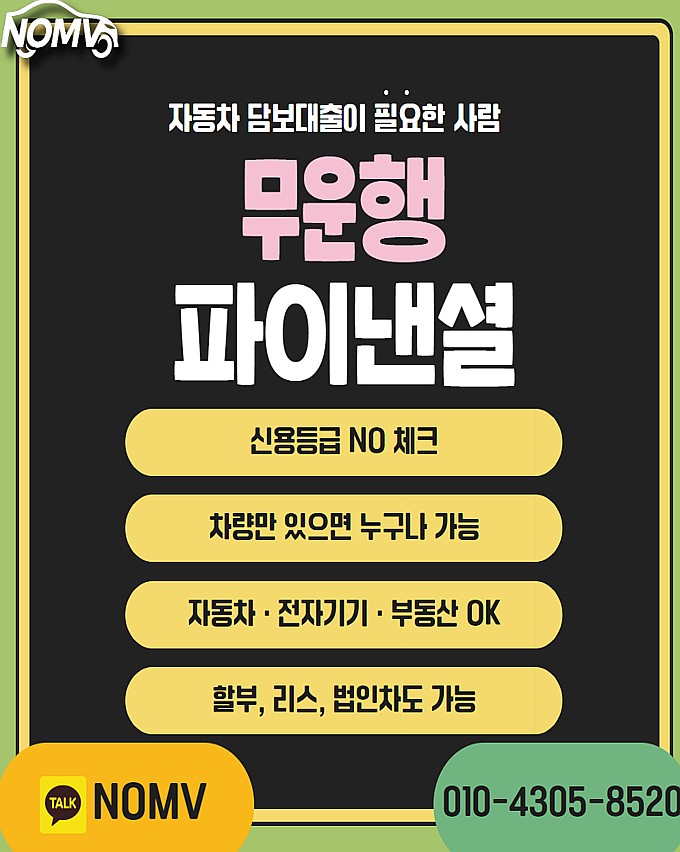 NOMV
자동차 담보대출이 필요한 사람
무운행
파이낸셜
신용등급 NO 체크
차량만 있으면 누구나 가능
자동차 · 전자기기 · 부동산 OK
할부, 리스, 법인차도 가능
TALK NOMV
010-4305-8520